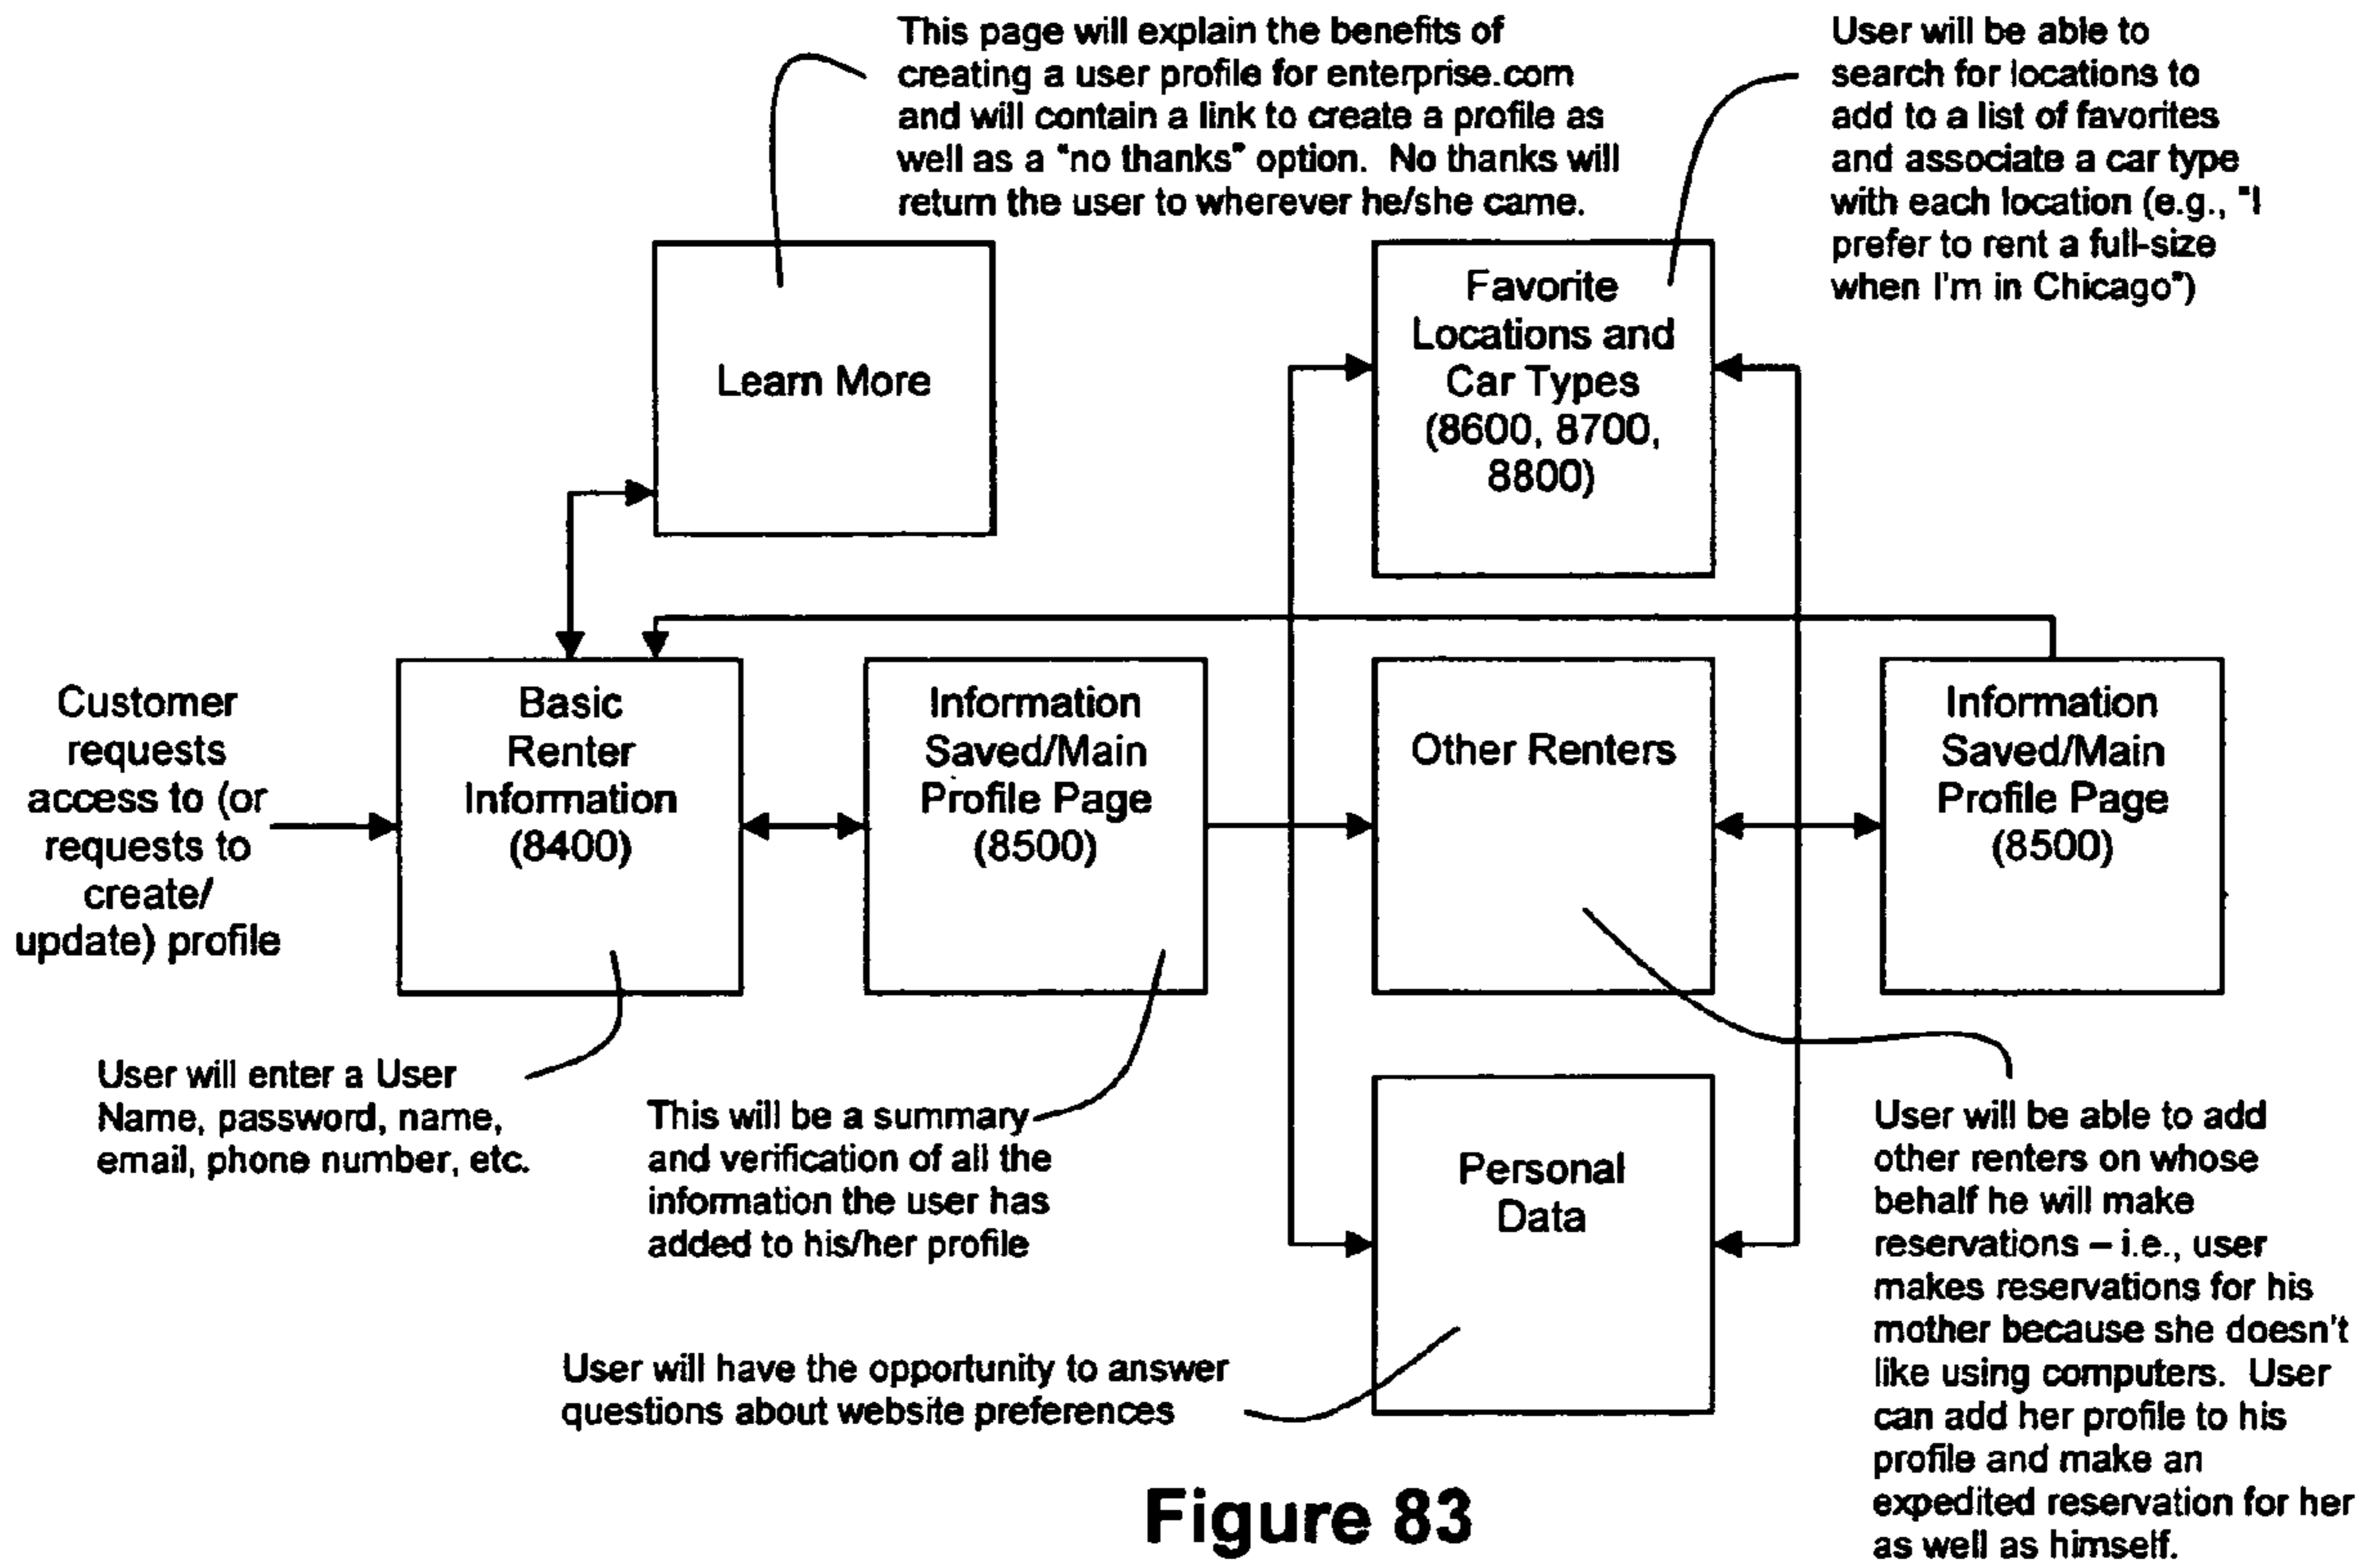 This page will explain the benefits of
creating a user profile for enterprise.com
and will contain a link to create a profile as
well as a "no thanks" option.  No thanks will
return the user to wherever he/she came.
User will be able to
search for locations to
add to a list of favorites
and associate a car type
with each location (e.g., "I
prefer to rent a full-size
when I'm in Chicago")
Learn More
Favorite
Locations and
Car Types
(8600, 8700,
8800)
Customer
requests
access to (or
requests to
create/
update) profile
Basic
Renter
Information
(8400)
Information
Saved/Main
Profile Page
(8500)
Other Renters
Information
Saved/Main
Profile Page
(8500)
User will enter a User
Name, password, name,
email, phone number, etc.
This will be a summary
and verification of all the
information the user has
added to his/her profile
Personal
Data
User will have the opportunity to answer
questions about website preferences
User will be able to add
other renters on whose
behalf he will make
reservations – i.e., user
makes reservations for his
mother because she doesn't
like using computers.  User
can add her profile to his
profile and make an
expedited reservation for her
as well as himself.
Figure 83